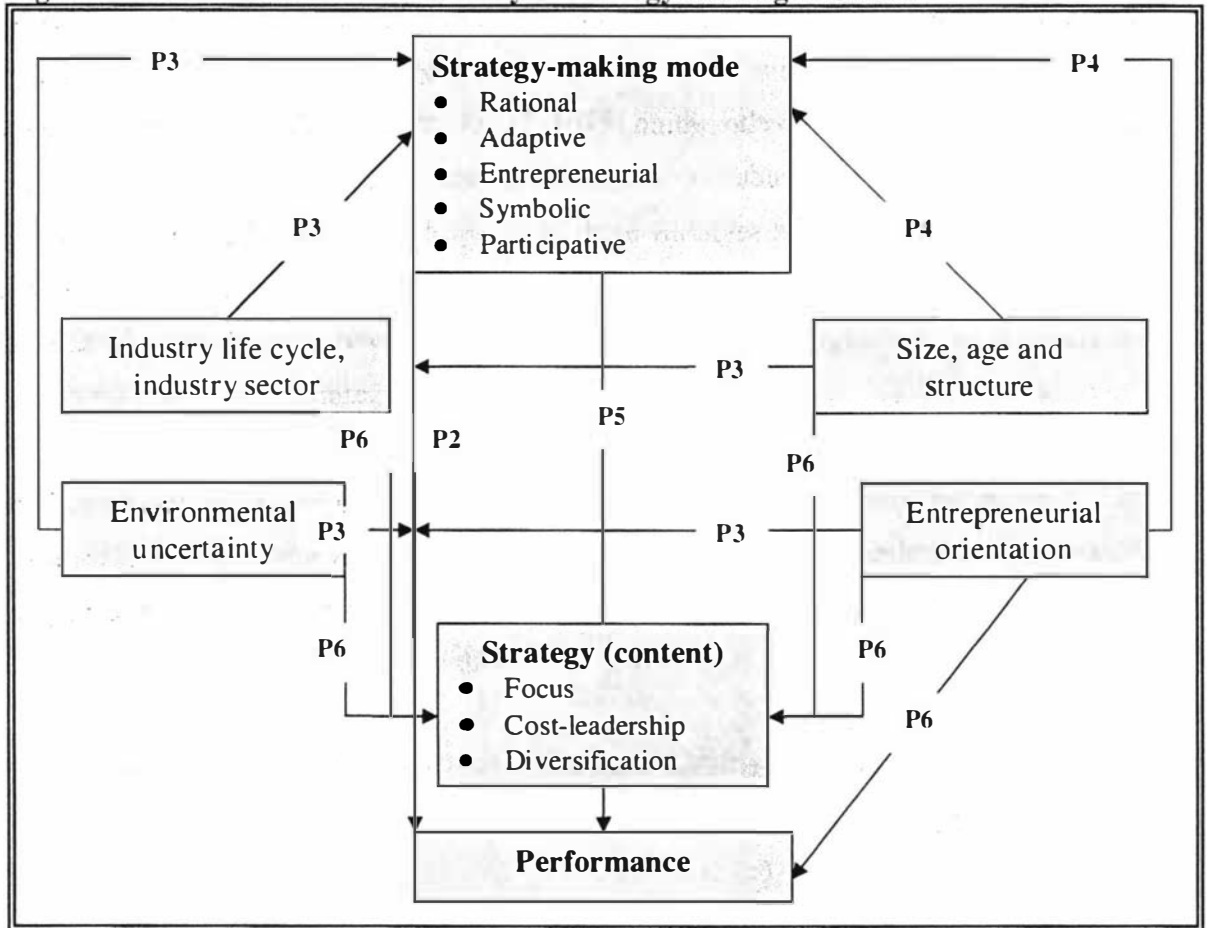 P3
P4
Strategy-making mode
● Rational
● Adaptive
● Entrepreneurial
● Symbolic
● Participative
P3
P4
Industry life cycle,
industry sector
P3
Size, age and
structure
P5
P6
P2
P6
Environmental
uncertainty
P3
P3
Entrepreneurial
orientation
P6
Strategy (content)
● Focus
● Cost-leadership
● Diversification
P6
P6
Performance